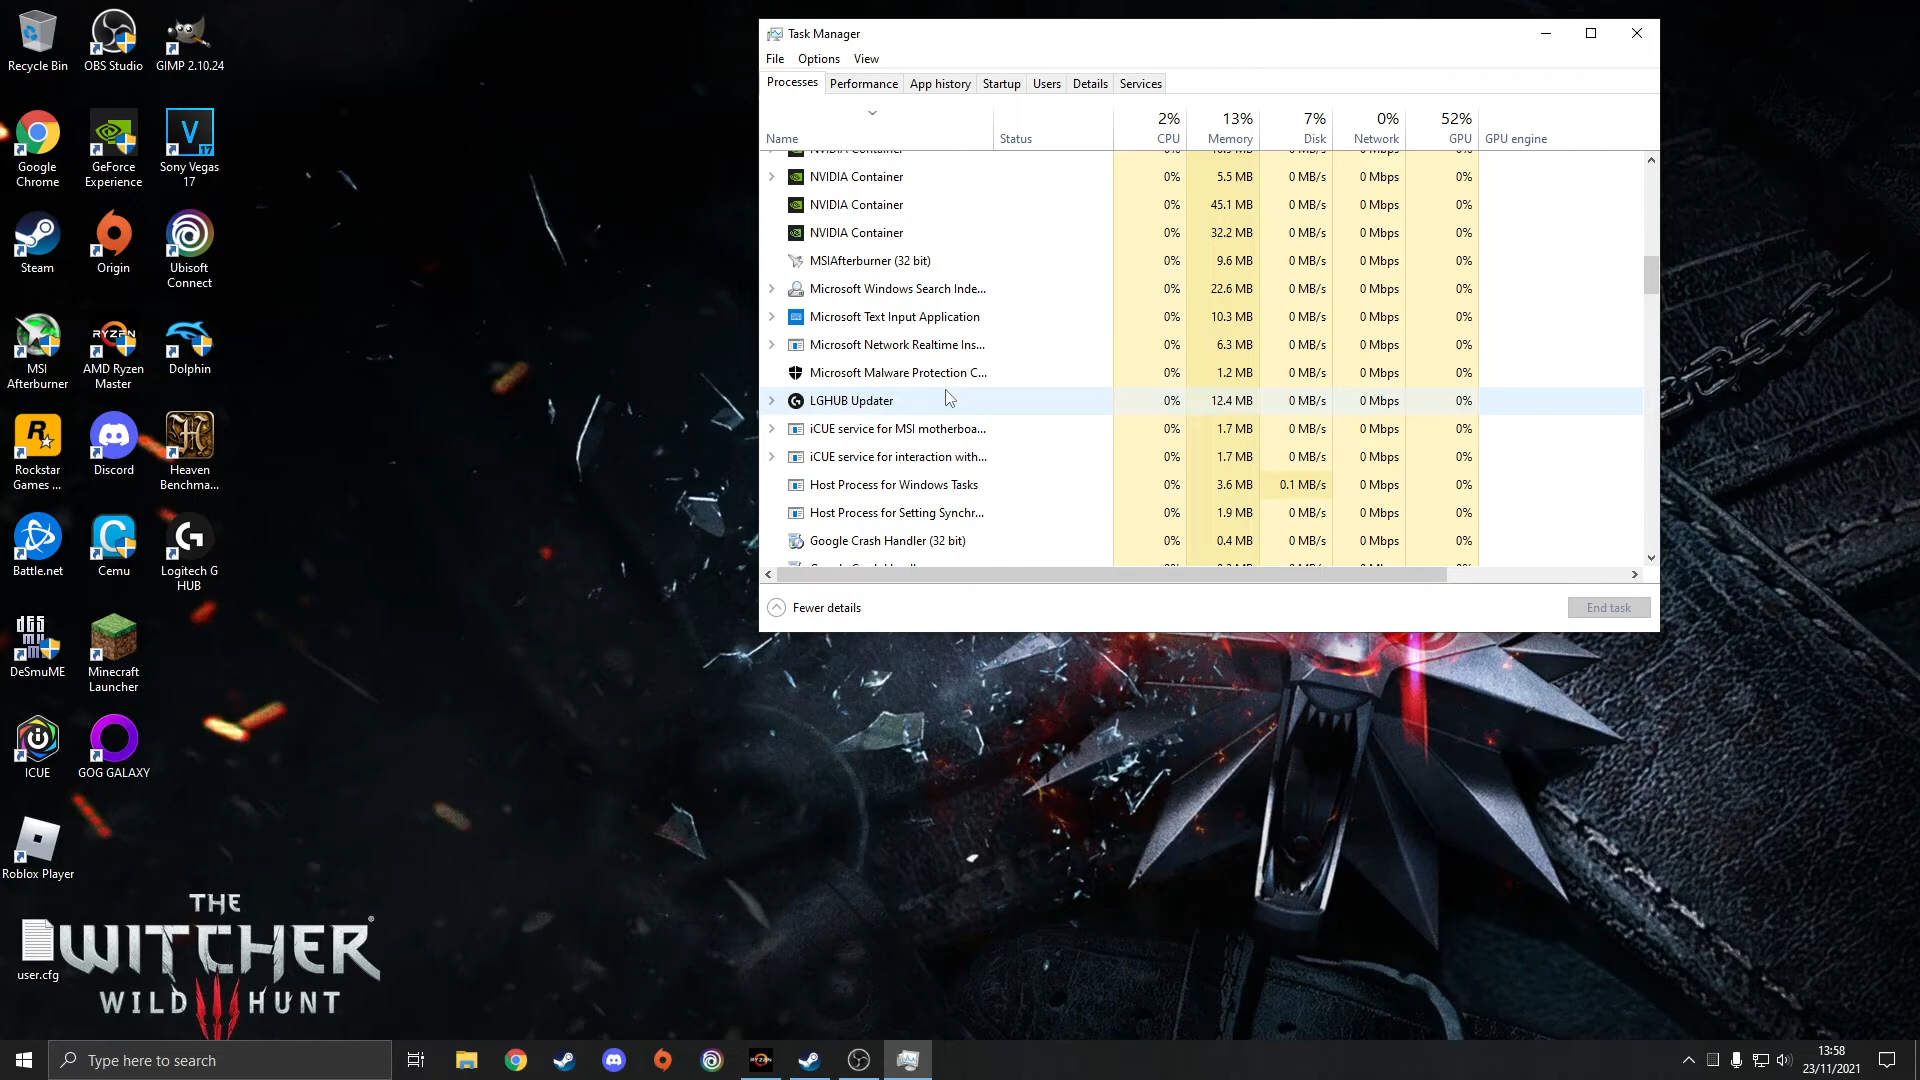 Recycle Bin
OBS Studio
GIMP 2.10.24
Google
Chrome
GeForce
Experience
Sony Vegas
17
Steam
Origin
Ubisoft
Connect
MSI
Afterburner
RYZEN
AMD Ryzen
Master
Dolphin
Rockstar
Games ...
Discord
Heaven
Benchma...
Battle.net
Cemu
Logitech G
HUB
DeSmuME
Minecraft
Launcher
ICUE
GOG GALAXY
Roblox Player
user.cfg
THE
WITCHER
WILD HUNT
Task Manager
File Options View
Processes Performance App history Startup Users Details Services
2% 13% 7% 0% 52%
Name Status CPU Memory Disk Network GPU GPU engine
NVIDIA Container 0% 5.5 MB 0 MB/s 0 Mbps 0%
NVIDIA Container 0% 45.1 MB 0 MB/s 0 Mbps 0%
NVIDIA Container 0% 32.2 MB 0 MB/s 0 Mbps 0%
MSIAfterburner (32 bit) 0% 9.6 MB 0 MB/s 0 Mbps 0%
Microsoft Windows Search Inde... 0% 22.6 MB 0 MB/s 0 Mbps 0%
Microsoft Text Input Application 0% 10.3 MB 0 MB/s 0 Mbps 0%
Microsoft Network Realtime Ins... 0% 6.3 MB 0 MB/s 0 Mbps 0%
Microsoft Malware Protection C... 0% 1.2 MB 0 MB/s 0 Mbps 0%
LGHUB Updater 0% 12.4 MB 0 MB/s 0 Mbps 0%
iCUE service for MSI motherboa... 0% 1.7 MB 0 MB/s 0 Mbps 0%
iCUE service for interaction with... 0% 1.7 MB 0 MB/s 0 Mbps 0%
Host Process for Windows Tasks 0% 3.6 MB 0.1 MB/s 0 Mbps 0%
Host Process for Setting Synchr... 0% 1.9 MB 0 MB/s 0 Mbps 0%
Google Crash Handler (32 bit) 0% 0.4 MB 0 MB/s 0 Mbps 0%
Fewer details
End task
Type here to search
13:58
23/11/2021